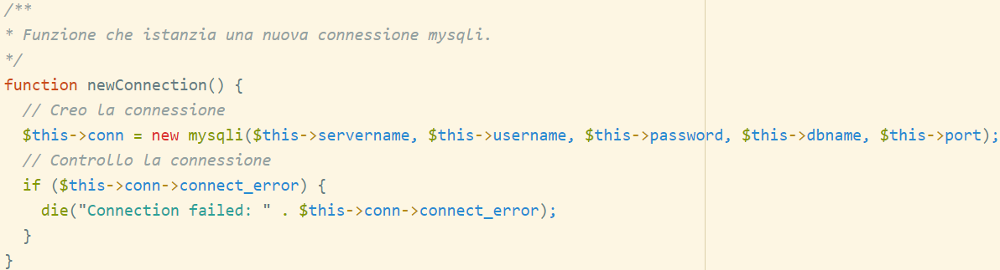 /**
* Funzione che istanzia una nuova connessione mysqli.
*/
function newConnection() {
// Creo la connessione
$this->conn = new mysqli($this->servername, $this->username, $this->password, $this->dbname, $this->port);
// Controllo la connessione
if ($this->conn->connect_error) {
die("Connection failed: " . $this->conn->connect_error);
}
}